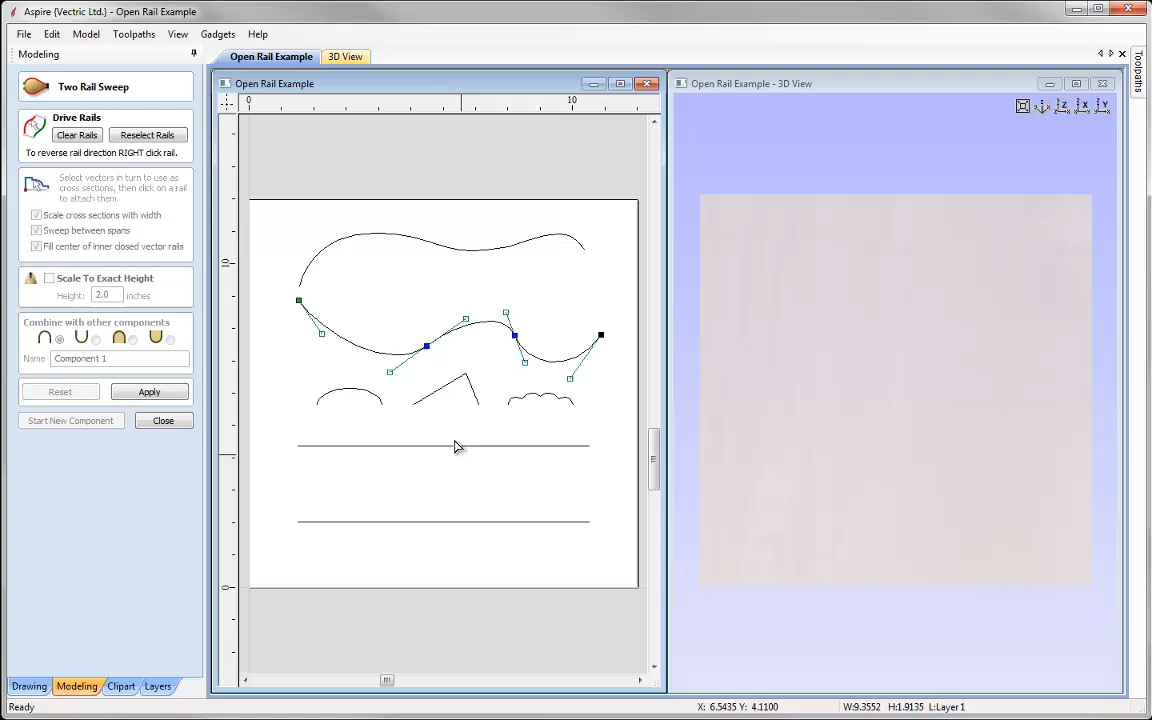 Aspire {Vectric Ltd.} - Open Rail Example
File Edit Model Toolpaths View Gadgets Help
Modeling
Open Rail Example 3D View
Toolpaths
Two Rail Sweep
Open Rail Example
Open Rail Example - 3D View
0 10
Z X Y
Drive Rails
Clear Rails Reselect Rails
To reverse rail direction RIGHT click rail.
Select vectors in turn to use as
cross sections, then click on a rail
to attach them.
Scale cross sections with width
Sweep between spans
Fill center of inner closed vector rails
10
Scale To Exact Height
Height: 2.0 inches
Combine with other components
Name Component 1
Reset Apply
Start New Component Close
0
Drawing Modeling Clipart Layers
Ready
X: 6.5435 Y: 4.1100
W:9.3552 H:1.9135 L:Layer 1